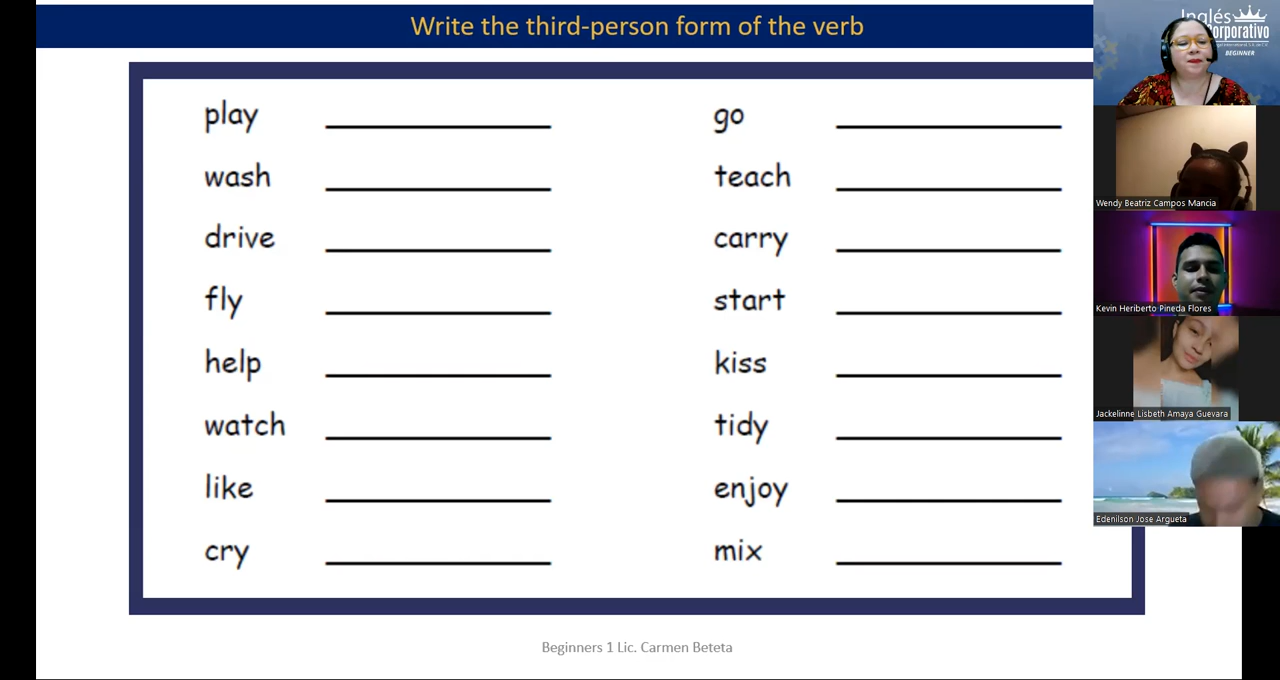 Write the third-person form of the verb
play
go
wash
teach
drive
carry
fly
start
help
kiss
watch
tidy
like
enjoy
cry
mix
Beginners 1 Lic. Carmen Beteta
Inglés
Corporativo
BEGINNER
Wendy Beatriz Campos Mancia
Kevin Heriberto Pineda Flores
Jackelinne Lisbeth Amaya Guevara
Edenilson Jose Argueta